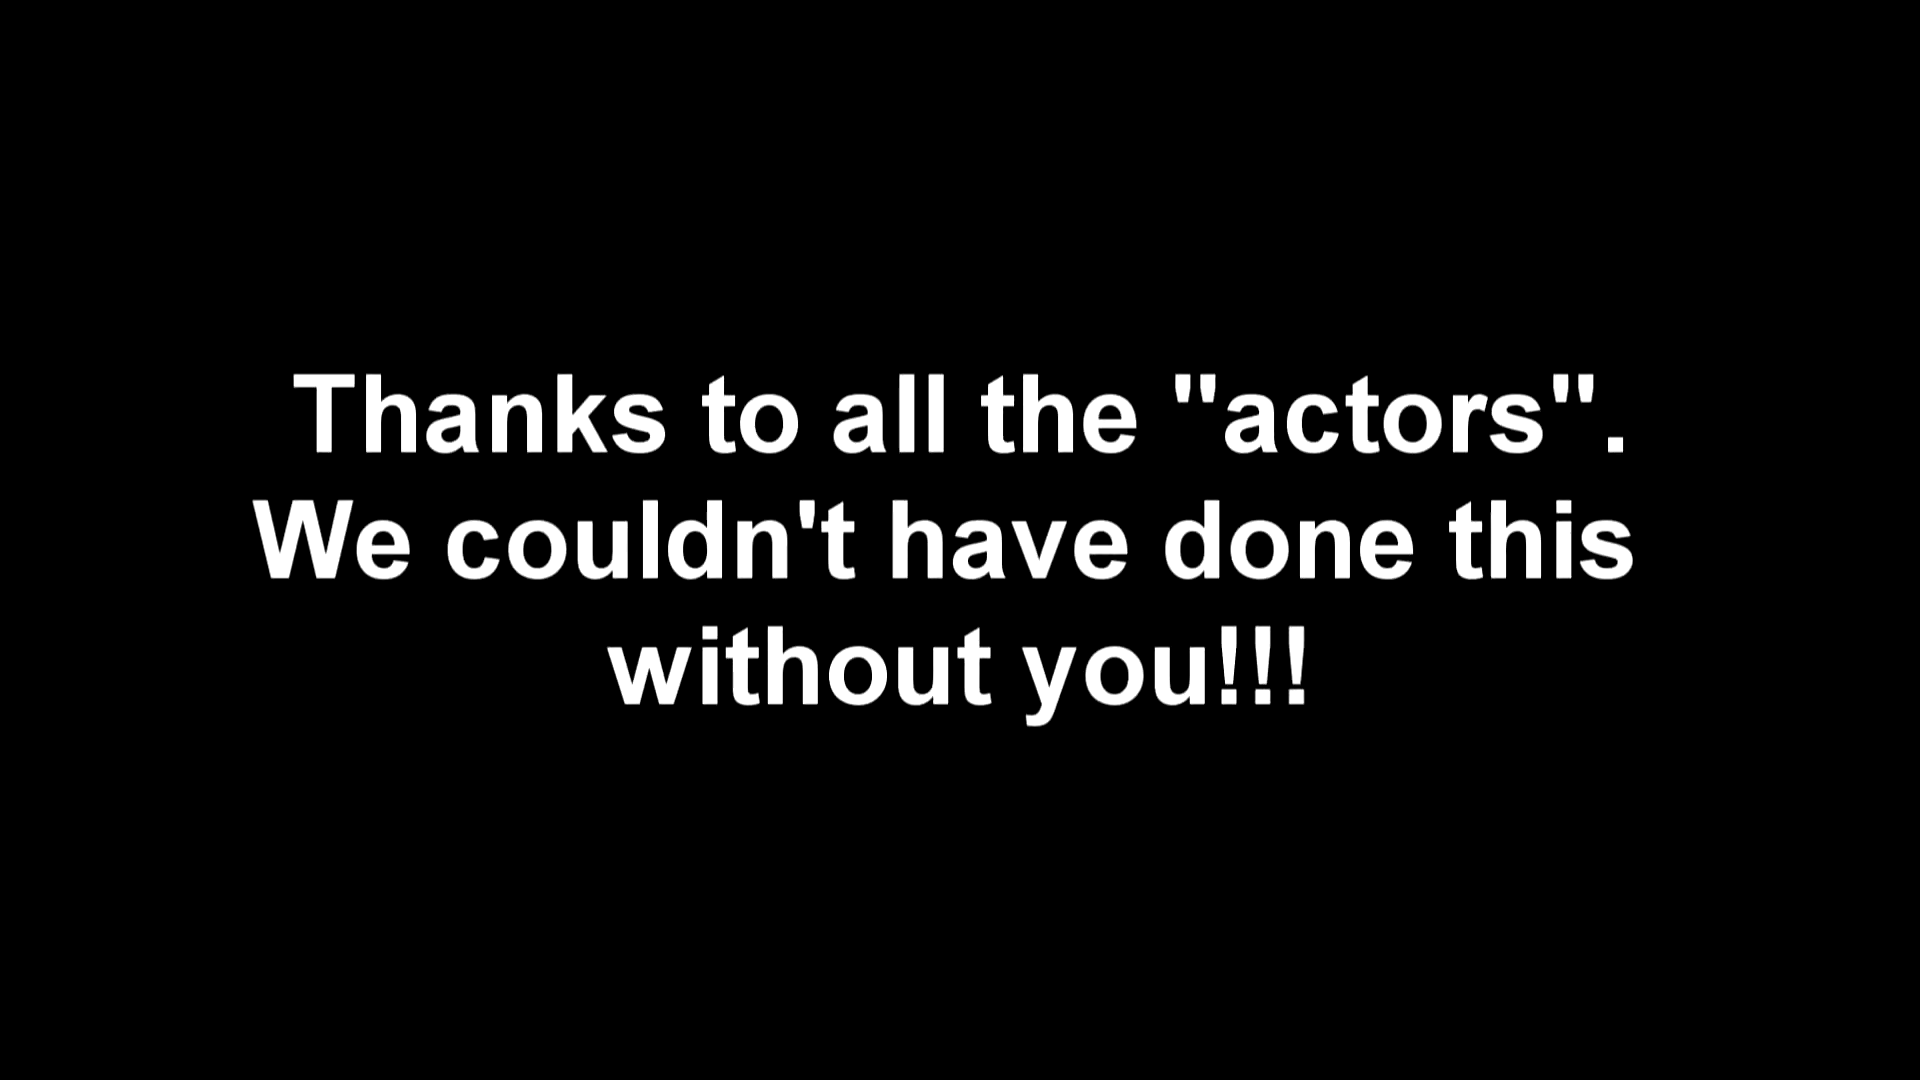 Thanks to all the "actors".
We couldn't have done this
without you!!!